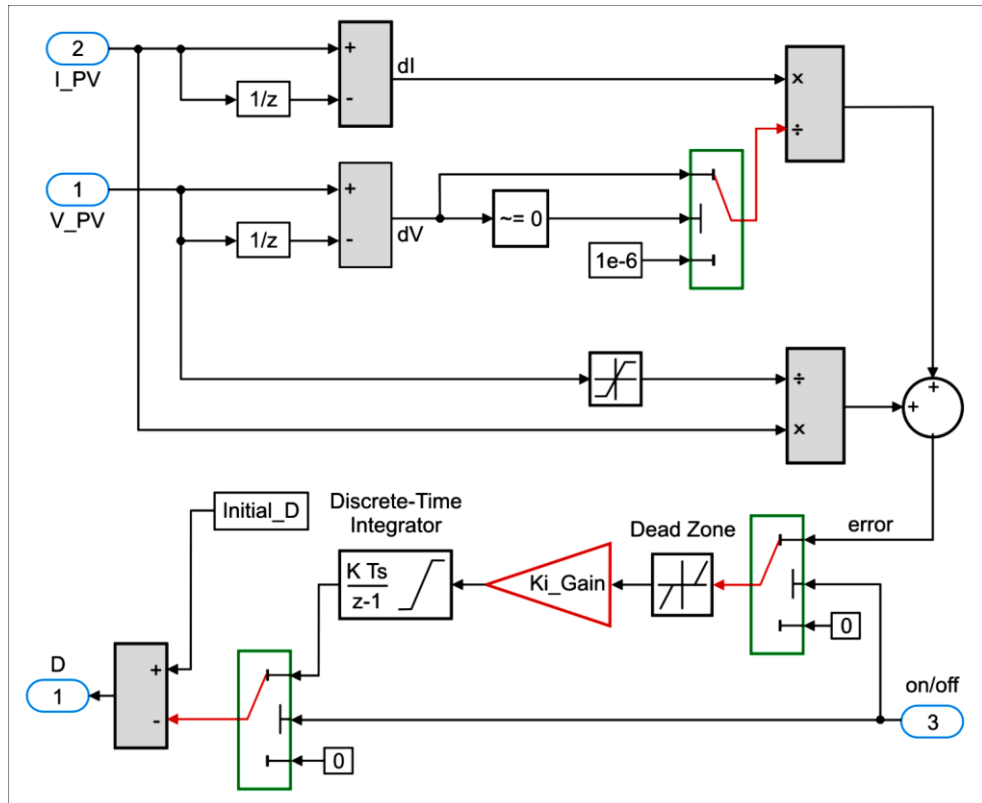 2
I_PV
+
-
1/z
dI
×
÷
1
V_PV
+
-
1/z
dV
~= 0
1e-6
÷
×
+
+
Initial_D
Discrete-Time
Integrator
K Ts
z-1
Ki_Gain
Dead Zone
error
0
D
1
+
-
0
on/off
3